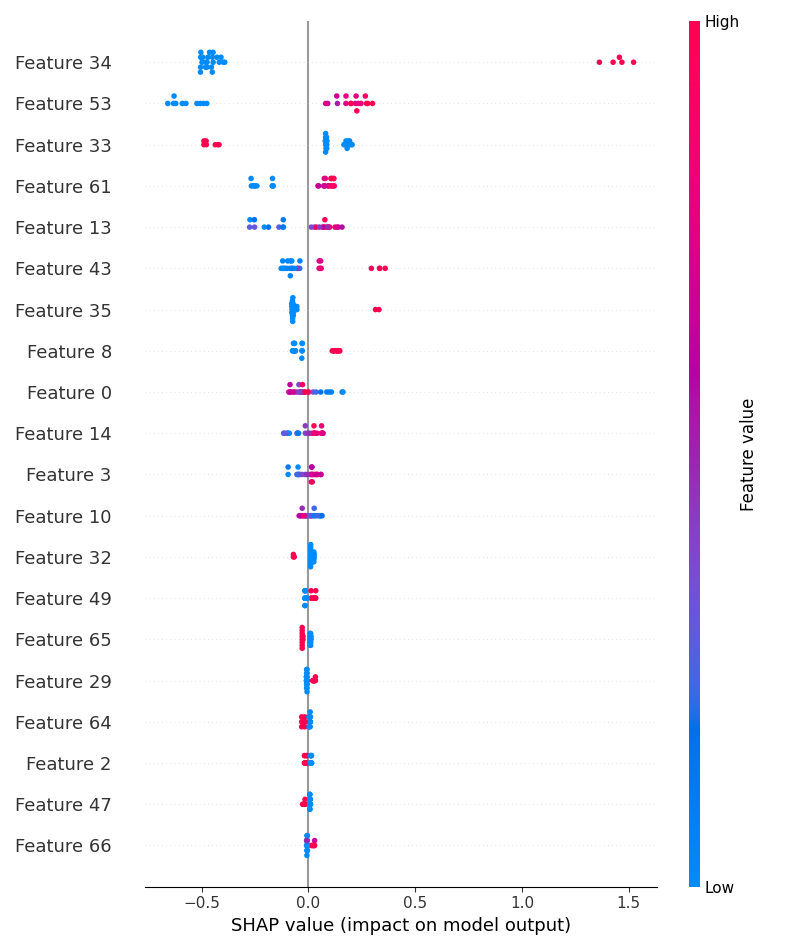 High
Feature 34
Feature 53
Feature 33
Feature 61
Feature 13
Feature 43
Feature 35
Feature 8
Feature 0
Feature 14
Feature 3
Feature 10
Feature 32
Feature 49
Feature 65
Feature 29
Feature 64
Feature 2
Feature 47
Feature 66
Feature value
Low
−0.5 0.0 0.5 1.0 1.5
SHAP value (impact on model output)